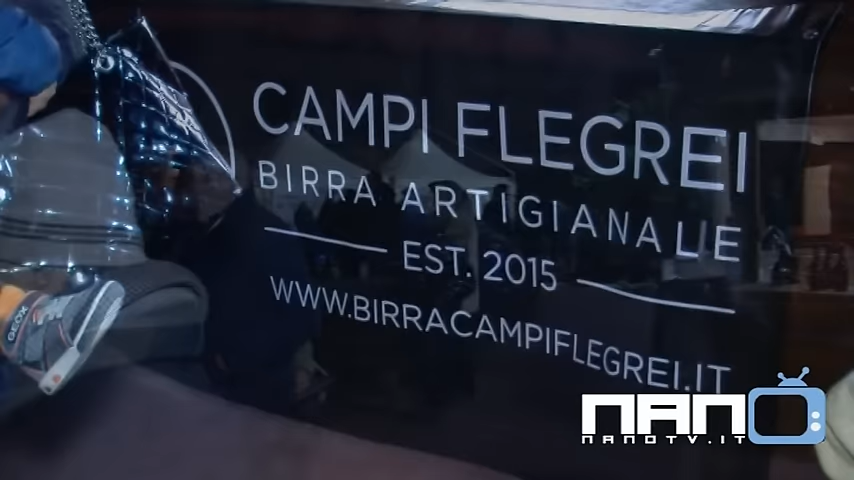 CAMPI FLEGREI
BIRRA ARTIGIANALE
EST. 2015
WWW.BIRRACAMPIFLEGREI.IT
GEOX
NANO
NANOTV.IT